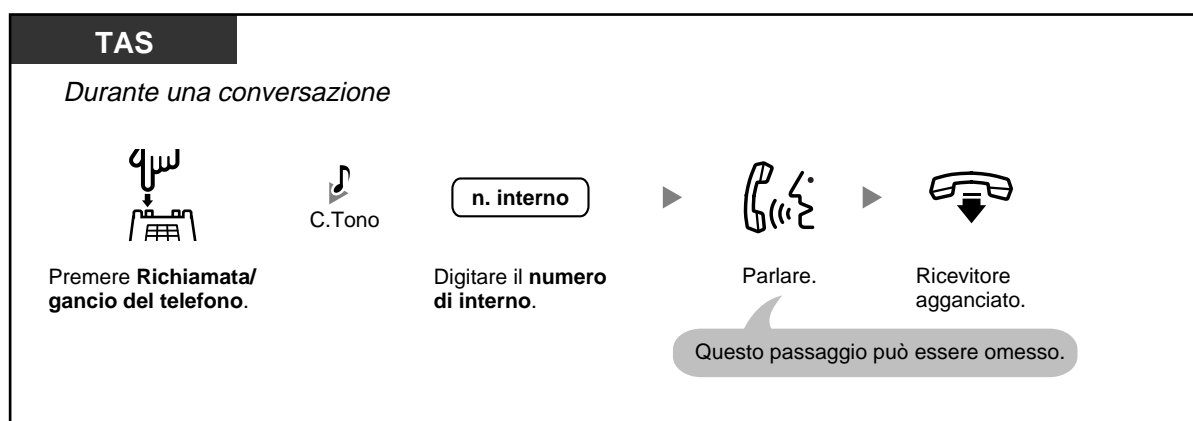 TAS
Durante una conversazione
C.Tono
n. interno
Premere Richiamata/
gancio del telefono.
Digitare il numero
di interno.
Parlare.
Ricevitore
agganciato.
Questo passaggio può essere omesso.